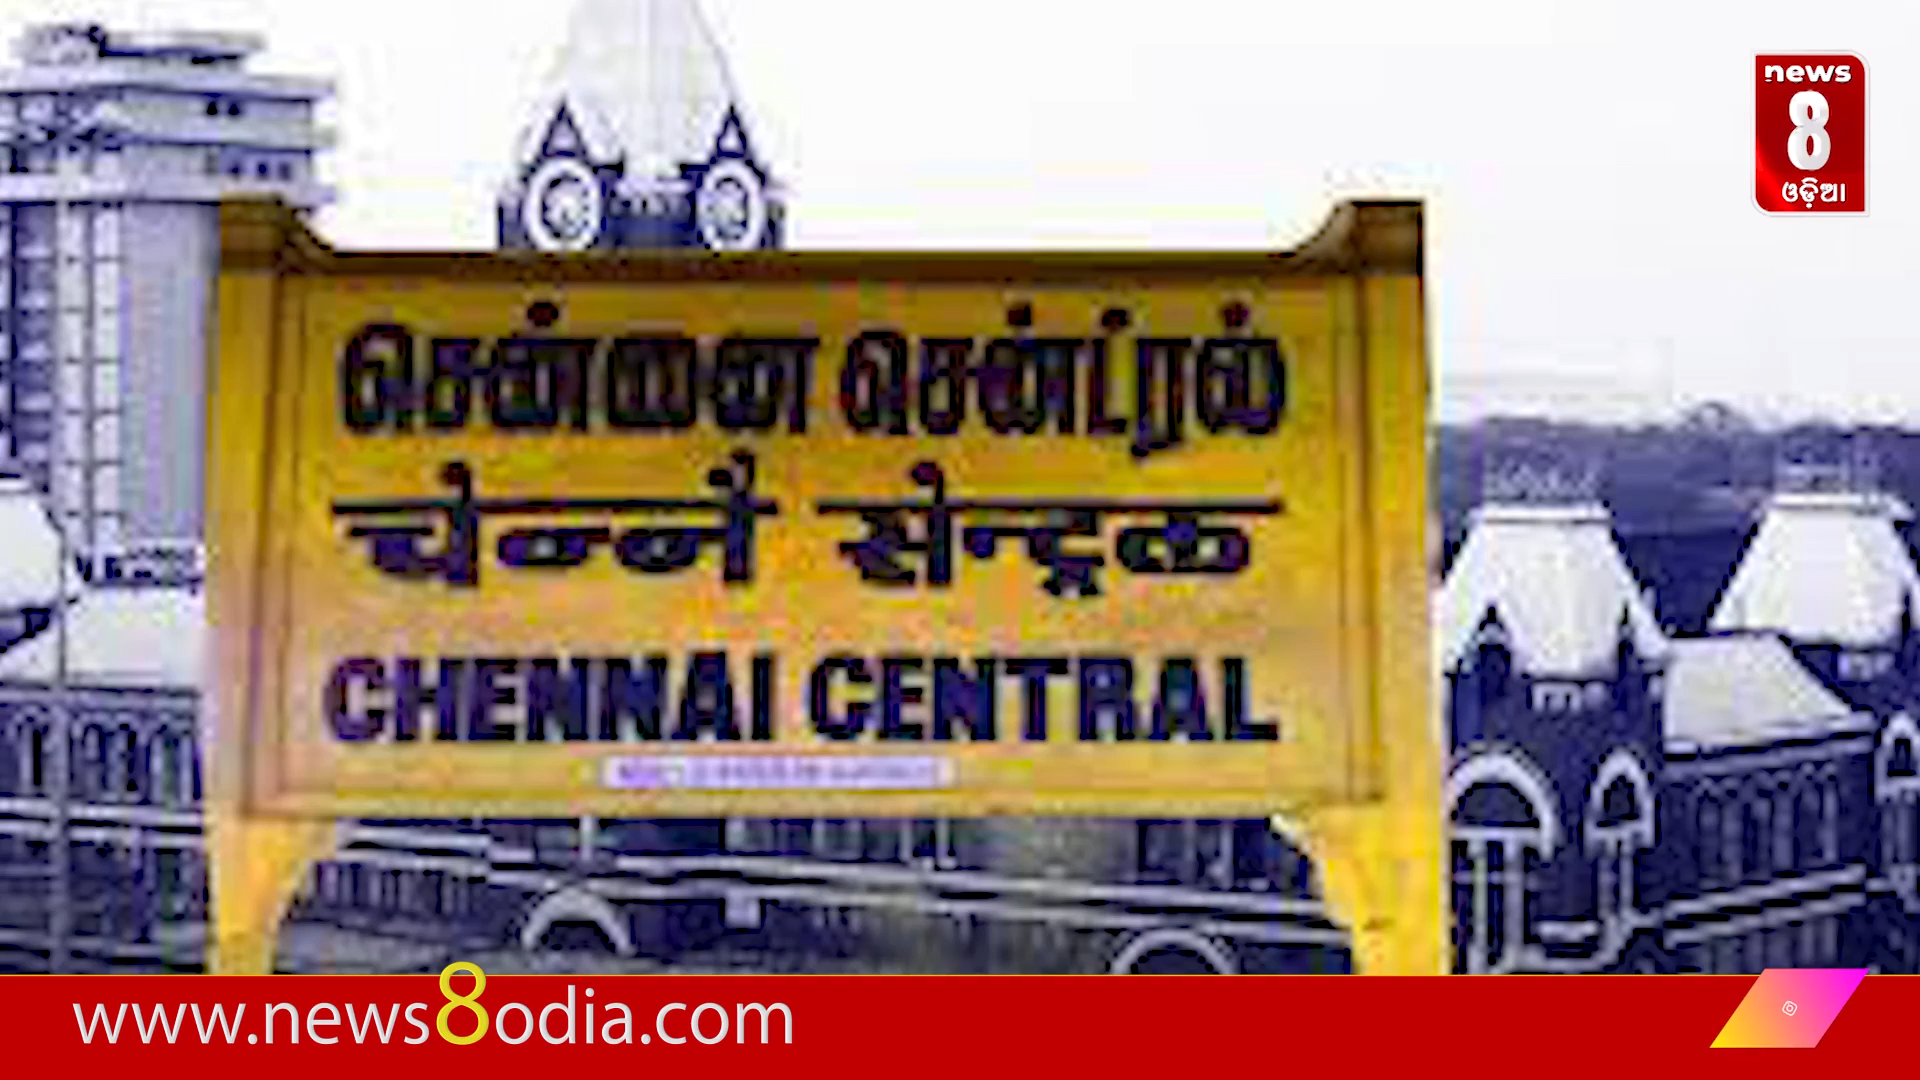 news
8
ଓଡ଼ିଆ
சென்னை சென்ட்ரல்
चेन्नै सेन्ट्रल
CHENNAI CENTRAL
www.news8odia.com